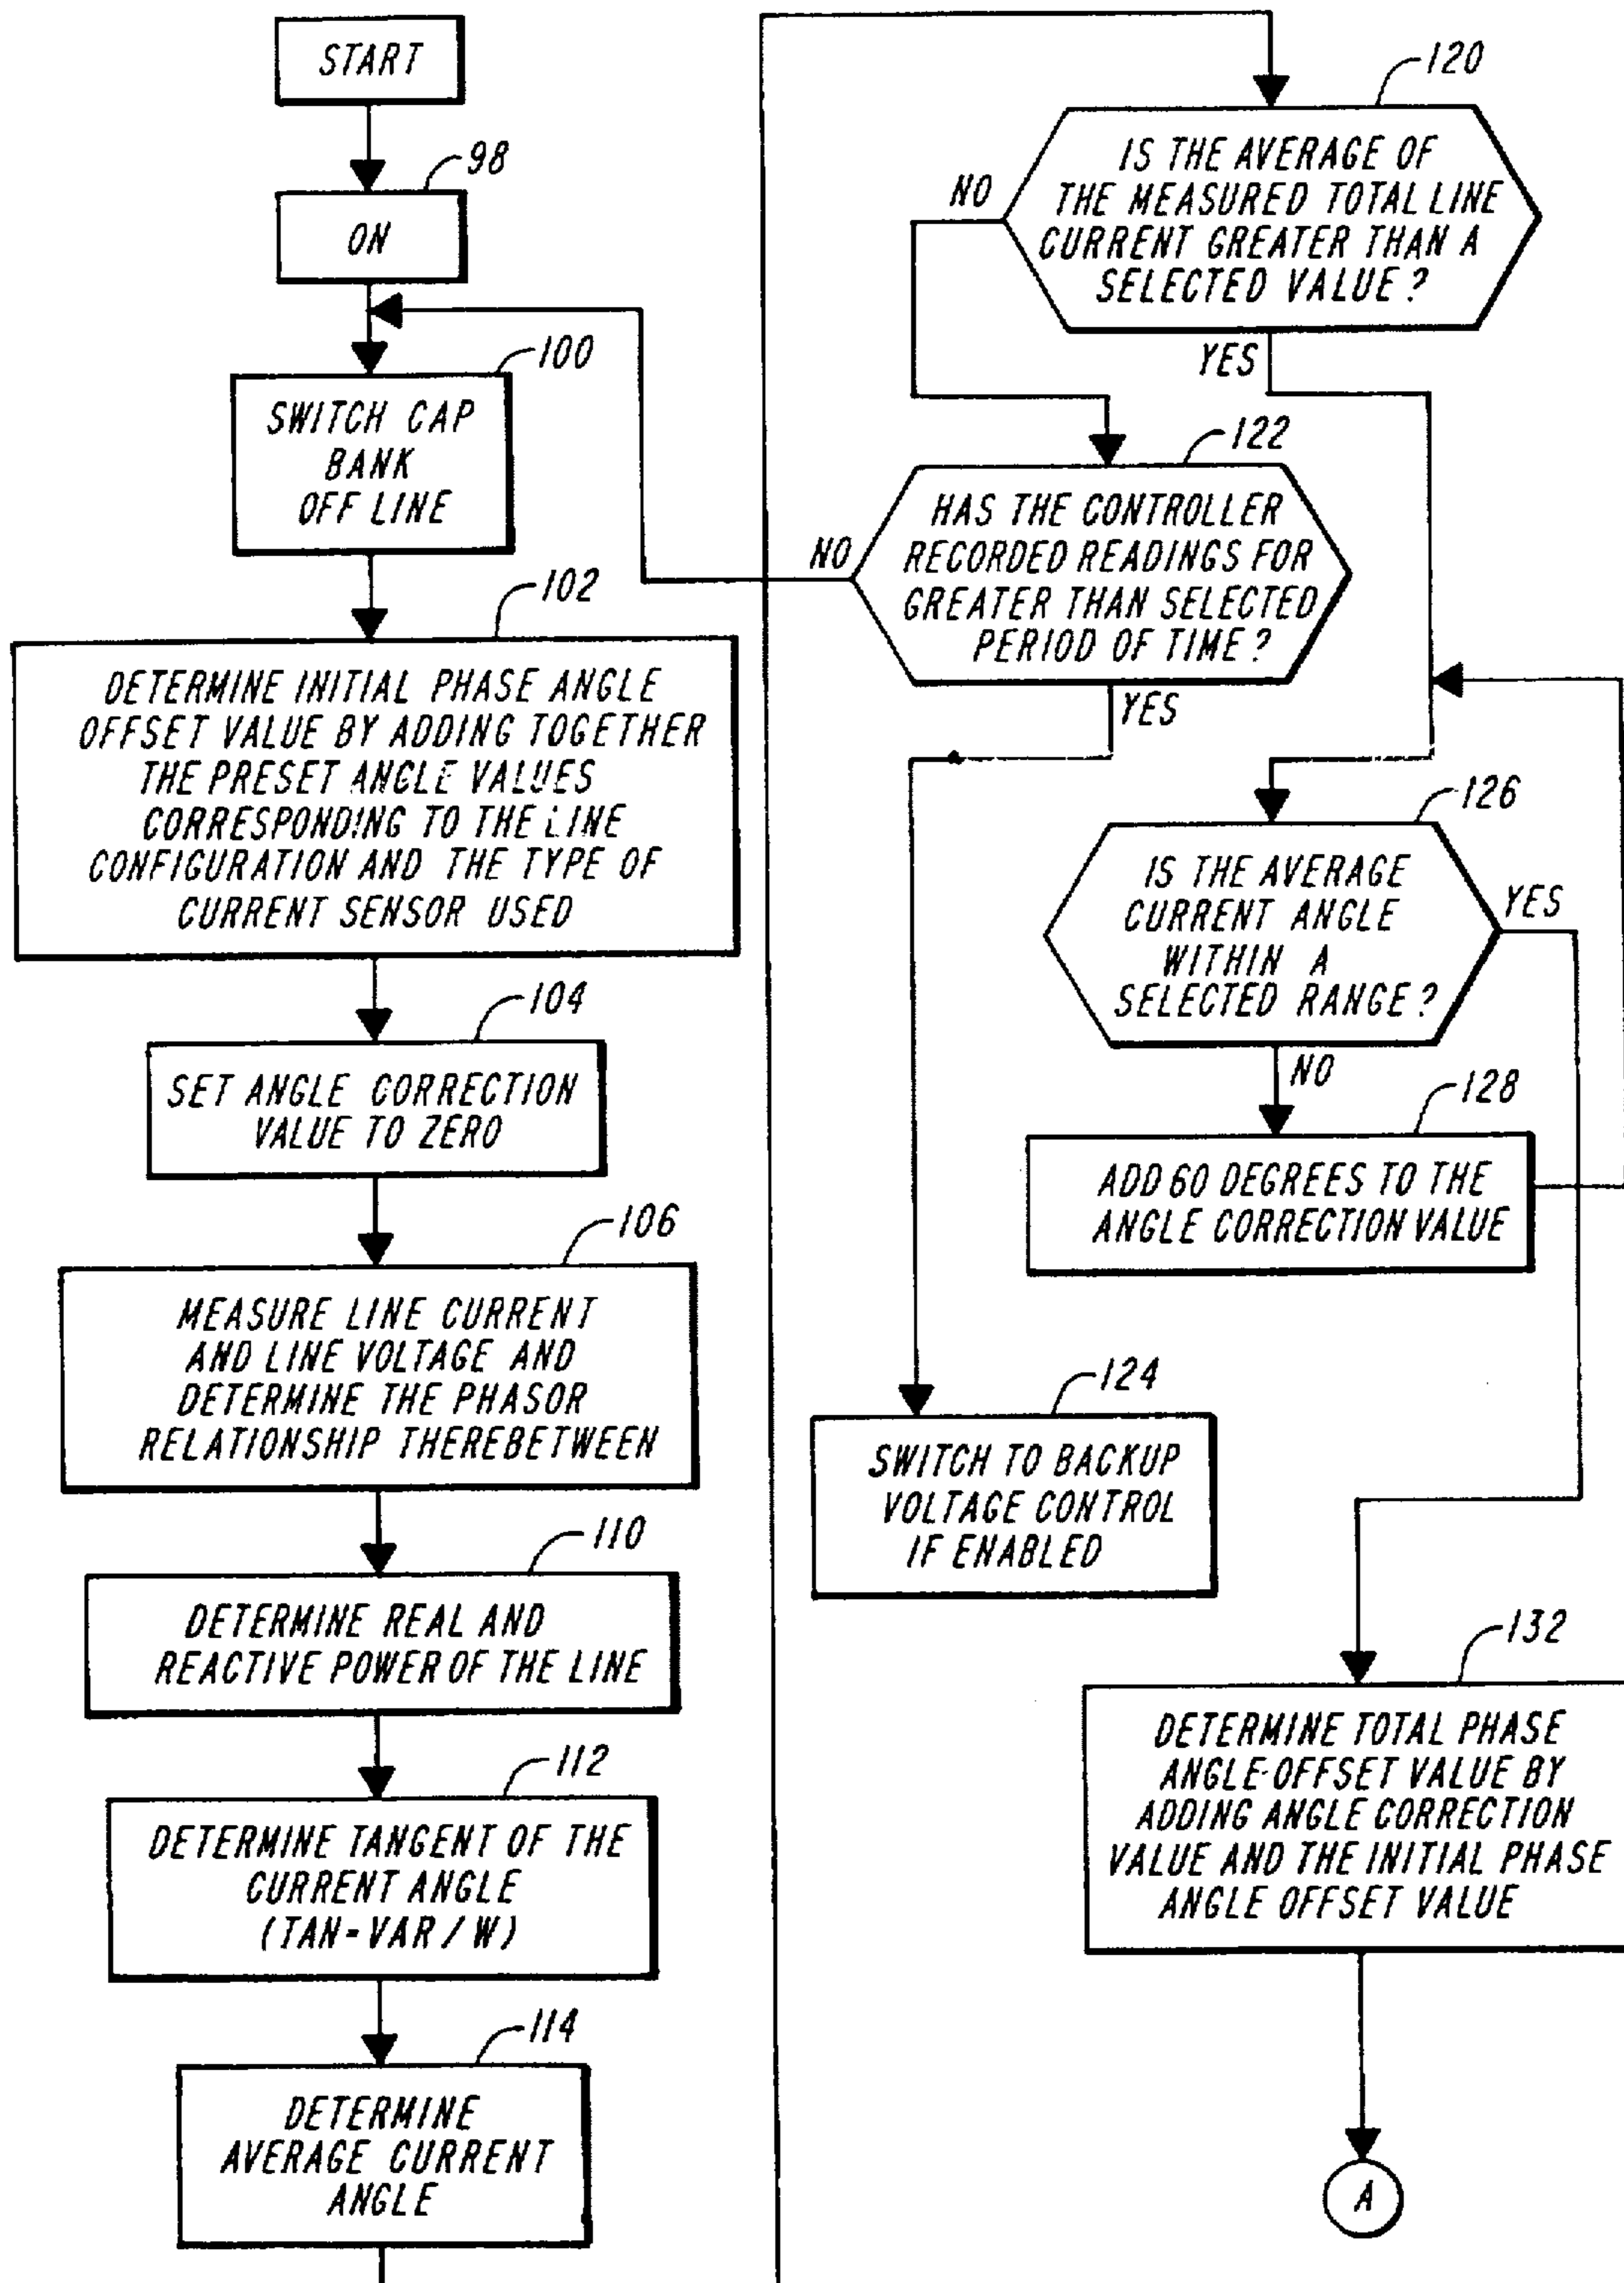 START
98
ON
100
SWITCH CAP
BANK
OFF LINE
102
DETERMINE INITIAL PHASE ANGLE
OFFSET VALUE BY ADDING TOGETHER
THE PRESET ANGLE VALUES
CORRESPONDING TO THE LINE
CONFIGURATION AND THE TYPE OF
CURRENT SENSOR USED
104
SET ANGLE CORRECTION
VALUE TO ZERO
106
MEASURE LINE CURRENT
AND LINE VOLTAGE AND
DETERMINE THE PHASOR
RELATIONSHIP THEREBETWEEN
110
DETERMINE REAL AND
REACTIVE POWER OF THE LINE
112
DETERMINE TANGENT OF THE
CURRENT ANGLE
(TAN=VAR/W)
114
DETERMINE
AVERAGE CURRENT
ANGLE
120
IS THE AVERAGE OF
THE MEASURED TOTAL LINE
CURRENT GREATER THAN A
SELECTED VALUE?
NO
YES
122
HAS THE CONTROLLER
RECORDED READINGS FOR
GREATER THAN SELECTED
PERIOD OF TIME?
NO
YES
126
IS THE AVERAGE
CURRENT ANGLE
WITHIN A
SELECTED RANGE?
YES
NO
128
ADD 60 DEGREES TO THE
ANGLE CORRECTION VALUE
124
SWITCH TO BACKUP
VOLTAGE CONTROL
IF ENABLED
132
DETERMINE TOTAL PHASE
ANGLE OFFSET VALUE BY
ADDING ANGLE CORRECTION
VALUE AND THE INITIAL PHASE
ANGLE OFFSET VALUE
A